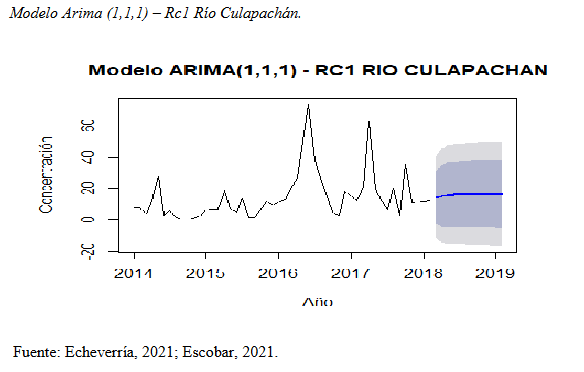 Modelo Arima (1,1,1) – Rc1 Río Culapachán.
Modelo ARIMA(1,1,1) - RC1 RIO CULAPACHAN
Concentración
60
40
20
0
-20
2014 2015 2016 2017 2018 2019
Año
Fuente: Echeverría, 2021; Escobar, 2021.